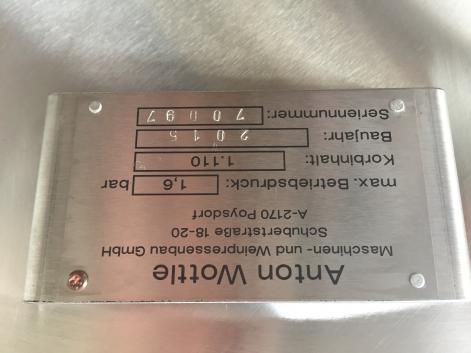 Anton Wottle
Maschinen - und Weinpressenbau GmbH
Schubertstraße 18-20
A-2170 Poysdorf
max. Betriebsdruck: 1,6 bar
Korbinhalt: 1.110
Baujahr: 2015
Seriennummer: 70097